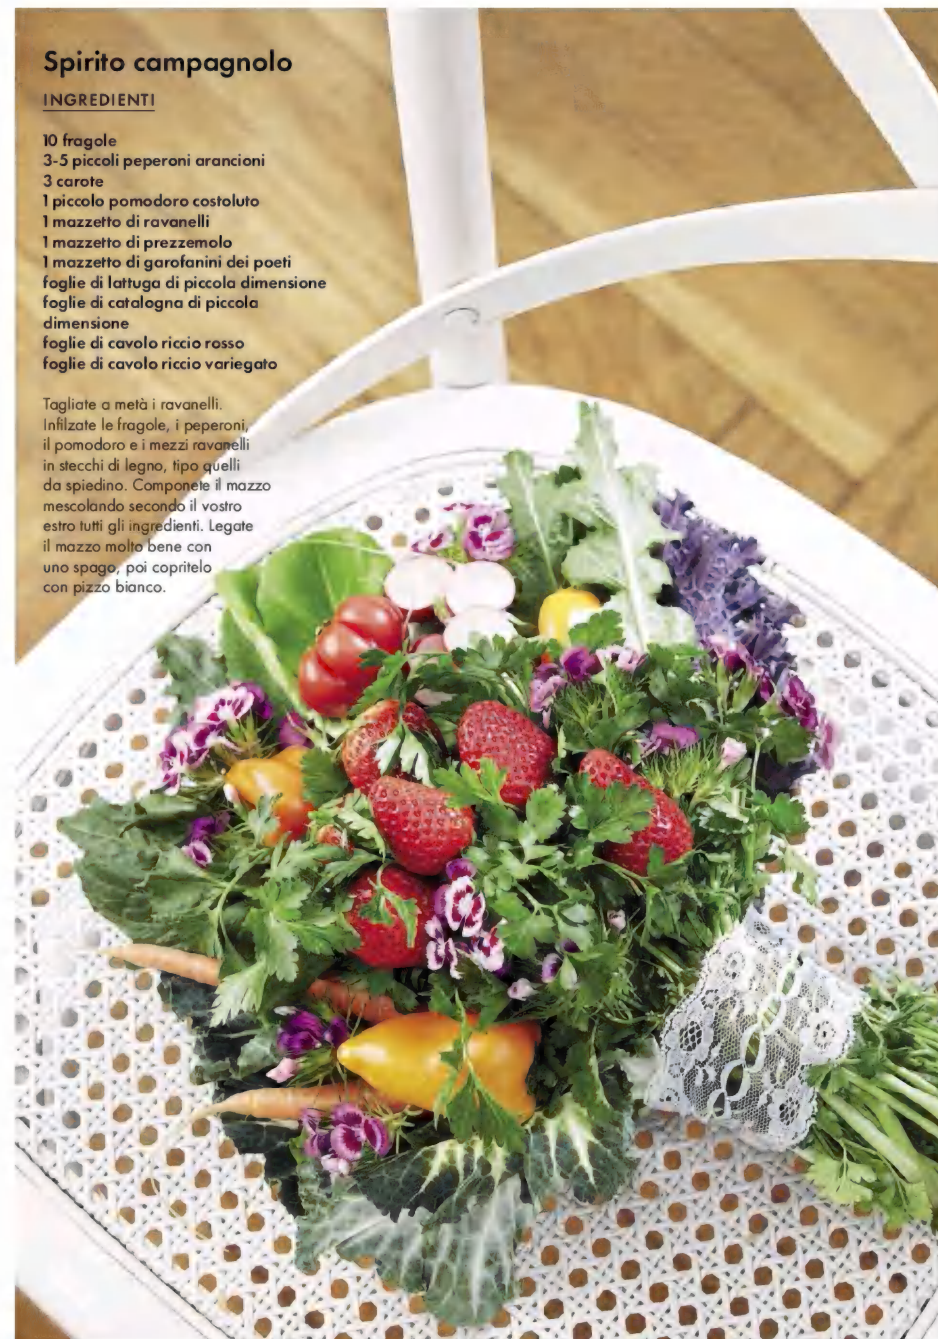 Spirito campagnolo
INGREDIENTI
10 fragole
3-5 piccoli peperoni arancioni
3 carote
1 piccolo pomodoro costoluto
1 mazzetto di ravanelli
1 mazzetto di prezzemolo
1 mazzetto di garofanini dei poeti
foglie di lattuga di piccola dimensione
foglie di catalogna di piccola
dimensione
foglie di cavolo riccio rosso
foglie di cavolo riccio variegato
Tagliate a metà i ravanelli.
Infilzate le fragole, i peperoni,
il pomodoro e i mezzi ravanelli
in stecchi di legno, tipo quelli
da spiedino. Componete il mazzo
mescolando secondo il vostro
estro tutti gli ingredienti. Legate
il mazzo molto bene con
uno spago, poi copritelo
con pizzo bianco.